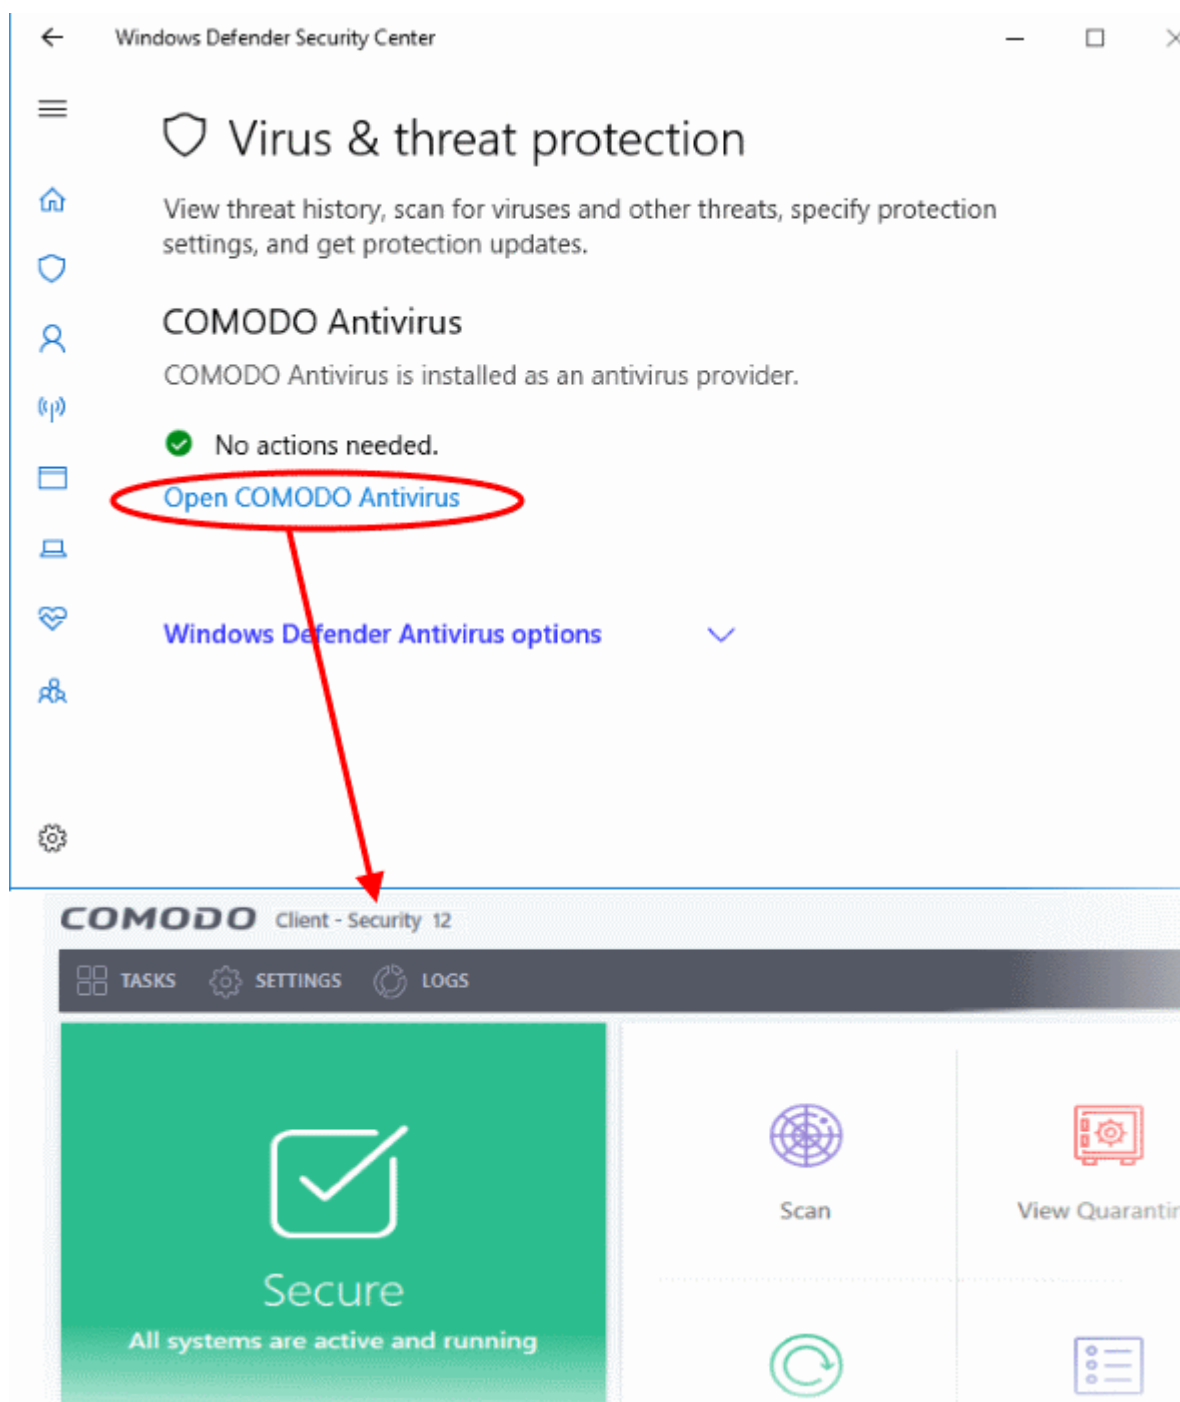 Windows Defender Security Center
Virus & threat protection
View threat history, scan for viruses and other threats, specify protection
settings, and get protection updates.
COMODO Antivirus
COMODO Antivirus is installed as an antivirus provider.
No actions needed.
Open COMODO Antivirus
Windows Defender Antivirus options
COMODO Client - Security 12
TASKS SETTINGS LOGS
Scan
View Quarantin
Secure
All systems are active and running